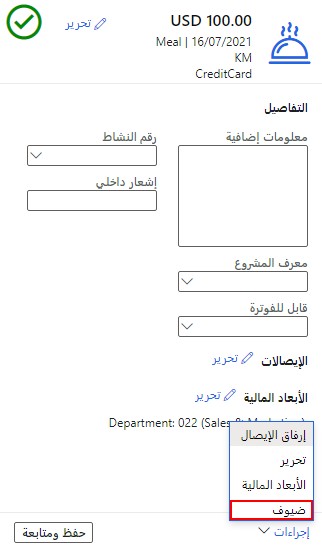 USD 100.00
تحرير
Meal | 16/07/2021
KM
CreditCard
التفاصيل
معلومات إضافية
رقم النشاط
إشعار داخلي
معرف المشروع
قابل للفوترة
الإيصالات تحرير
الأبعاد المالية تحرير
Department: 022 (Sales &
إرفاق الإيصال
تحرير
الأبعاد المالية
ضيوف
إجراءات
حفظ ومتابعة